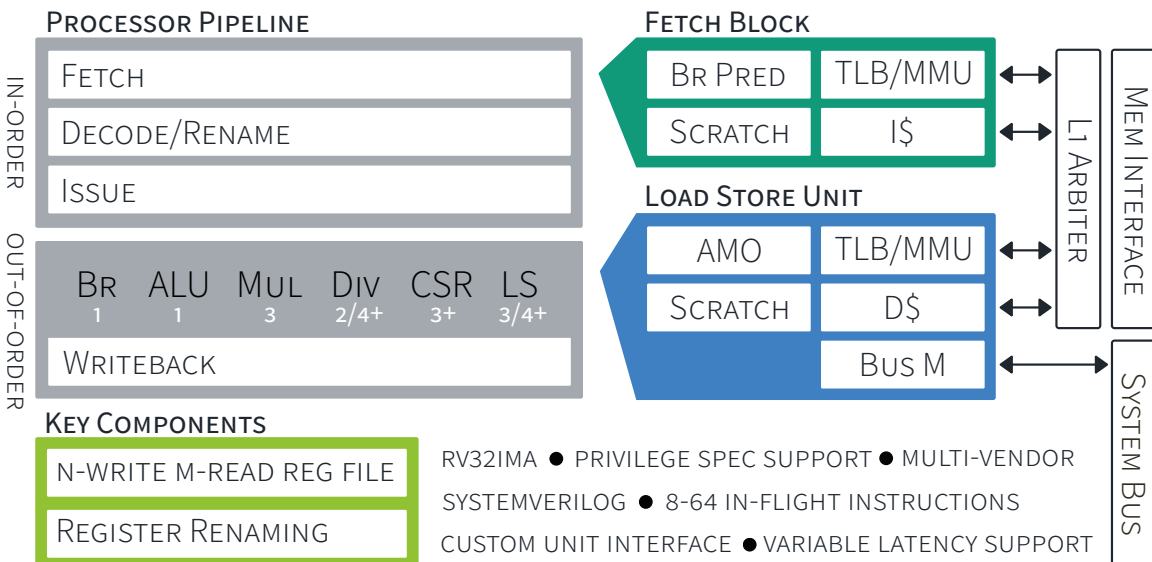 PROCESSOR PIPELINE
IN-ORDER
FETCH
DECODE/RENAME
ISSUE
OUT-OF-ORDER
BR ALU MUL DIV CSR LS
1 1 3 2/4+ 3+ 3/4+
WRITEBACK
FETCH BLOCK
BR PRED TLB/MMU
SCRATCH I$
LOAD STORE UNIT
AMO TLB/MMU
SCRATCH D$
BUS M
L1 ARBITER
MEM INTERFACE
SYSTEM BUS
KEY COMPONENTS
N-WRITE M-READ REG FILE
REGISTER RENAMING
RV32IMA ● PRIVILEGE SPEC SUPPORT ● MULTI-VENDOR
SYSTEMVERILOG ● 8-64 IN-FLIGHT INSTRUCTIONS
CUSTOM UNIT INTERFACE ● VARIABLE LATENCY SUPPORT